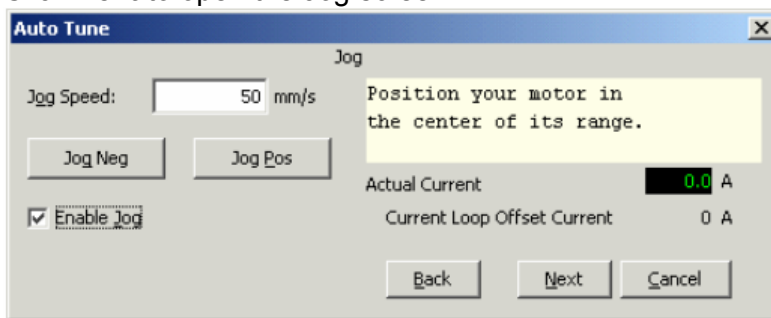 Auto Tune
Jog
Jog Speed: 50 mm/s
Position your motor in
the center of its range.
Jog Neg Jog Pos
Actual Current 0.0 A
Enable Jog
Current Loop Offset Current 0 A
Back Next Cancel